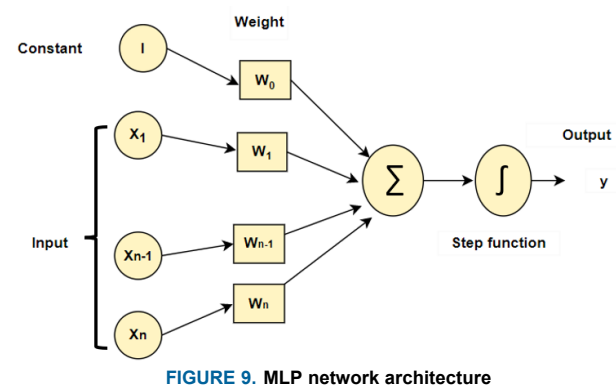 Weight
Constant
I
W0
X1
W1
Output
Σ
∫
y
Input
Xn-1
Wn-1
Step function
Xn
Wn
FIGURE 9. MLP network architecture